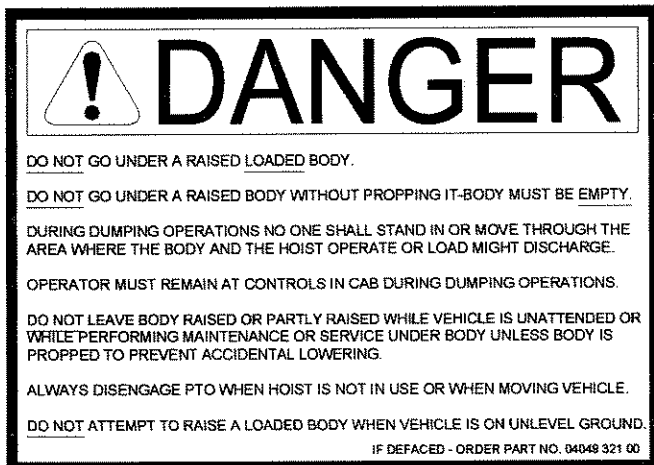 DANGER
DO NOT GO UNDER A RAISED LOADED BODY.
DO NOT GO UNDER A RAISED BODY WITHOUT PROPPING IT-BODY MUST BE EMPTY.
DURING DUMPING OPERATIONS NO ONE SHALL STAND IN OR MOVE THROUGH THE
AREA WHERE THE BODY AND THE HOIST OPERATE OR LOAD MIGHT DISCHARGE.
OPERATOR MUST REMAIN AT CONTROLS IN CAB DURING DUMPING OPERATIONS.
DO NOT LEAVE BODY RAISED OR PARTLY RAISED WHILE VEHICLE IS UNATTENDED OR
WHILE PERFORMING MAINTENANCE OR SERVICE UNDER BODY UNLESS BODY IS
PROPPED TO PREVENT ACCIDENTAL LOWERING.
ALWAYS DISENGAGE PTO WHEN HOIST IS NOT IN USE OR WHEN MOVING VEHICLE.
DO NOT ATTEMPT TO RAISE A LOADED BODY WHEN VEHICLE IS ON UNLEVEL GROUND.
IF DEFACED - ORDER PART NO. 04049 321 00